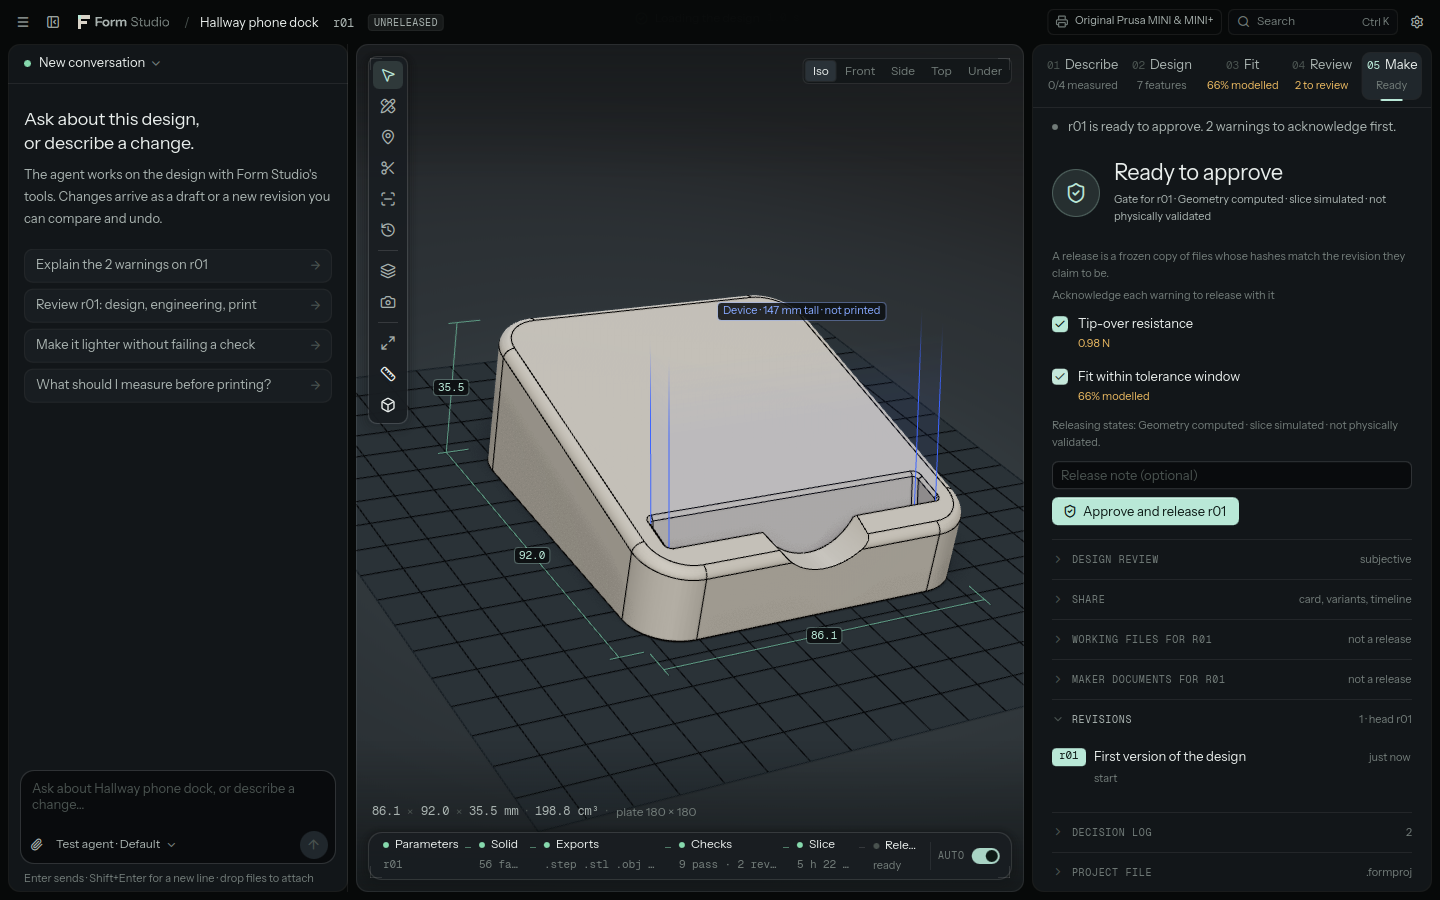 Form Studio / Hallway phone dock r01 UNRELEASED
Original Prusa MINI & MINI+
Search Ctrl K
New conversation
Ask about this design,
or describe a change.
The agent works on the design with Form Studio's
tools. Changes arrive as a draft or a new revision you
can compare and undo.
Explain the 2 warnings on r01
Review r01: design, engineering, print
Make it lighter without failing a check
What should I measure before printing?
Ask about Hallway phone dock, or describe a
change…
Test agent · Default
Enter sends · Shift+Enter for a new line · drop files to attach
Iso Front Side Top Under
Device · 147 mm tall · not printed
35.5
92.0
86.1
86.1 × 92.0 × 35.5 mm · 198.8 cm³ · plate 180 × 180
Parameters Solid Exports Checks Slice Rele…
r01 56 fa… .step .stl .obj … 9 pass · 2 rev… 5 h 22 … ready
AUTO
01 Describe 02 Design 03 Fit 04 Review 05 Make
0/4 measured 7 features 66% modelled 2 to review Ready
r01 is ready to approve. 2 warnings to acknowledge first.
Ready to approve
Gate for r01 · Geometry computed · slice simulated · not
physically validated
A release is a frozen copy of files whose hashes match the revision they
claim to be.
Acknowledge each warning to release with it
Tip-over resistance
0.98 N
Fit within tolerance window
66% modelled
Releasing states: Geometry computed · slice simulated · not physically
validated.
Release note (optional)
Approve and release r01
DESIGN REVIEW subjective
SHARE card, variants, timeline
WORKING FILES FOR R01 not a release
MAKER DOCUMENTS FOR R01 not a release
REVISIONS 1 · head r01
r01 First version of the design just now
start
DECISION LOG 2
PROJECT FILE .formproj